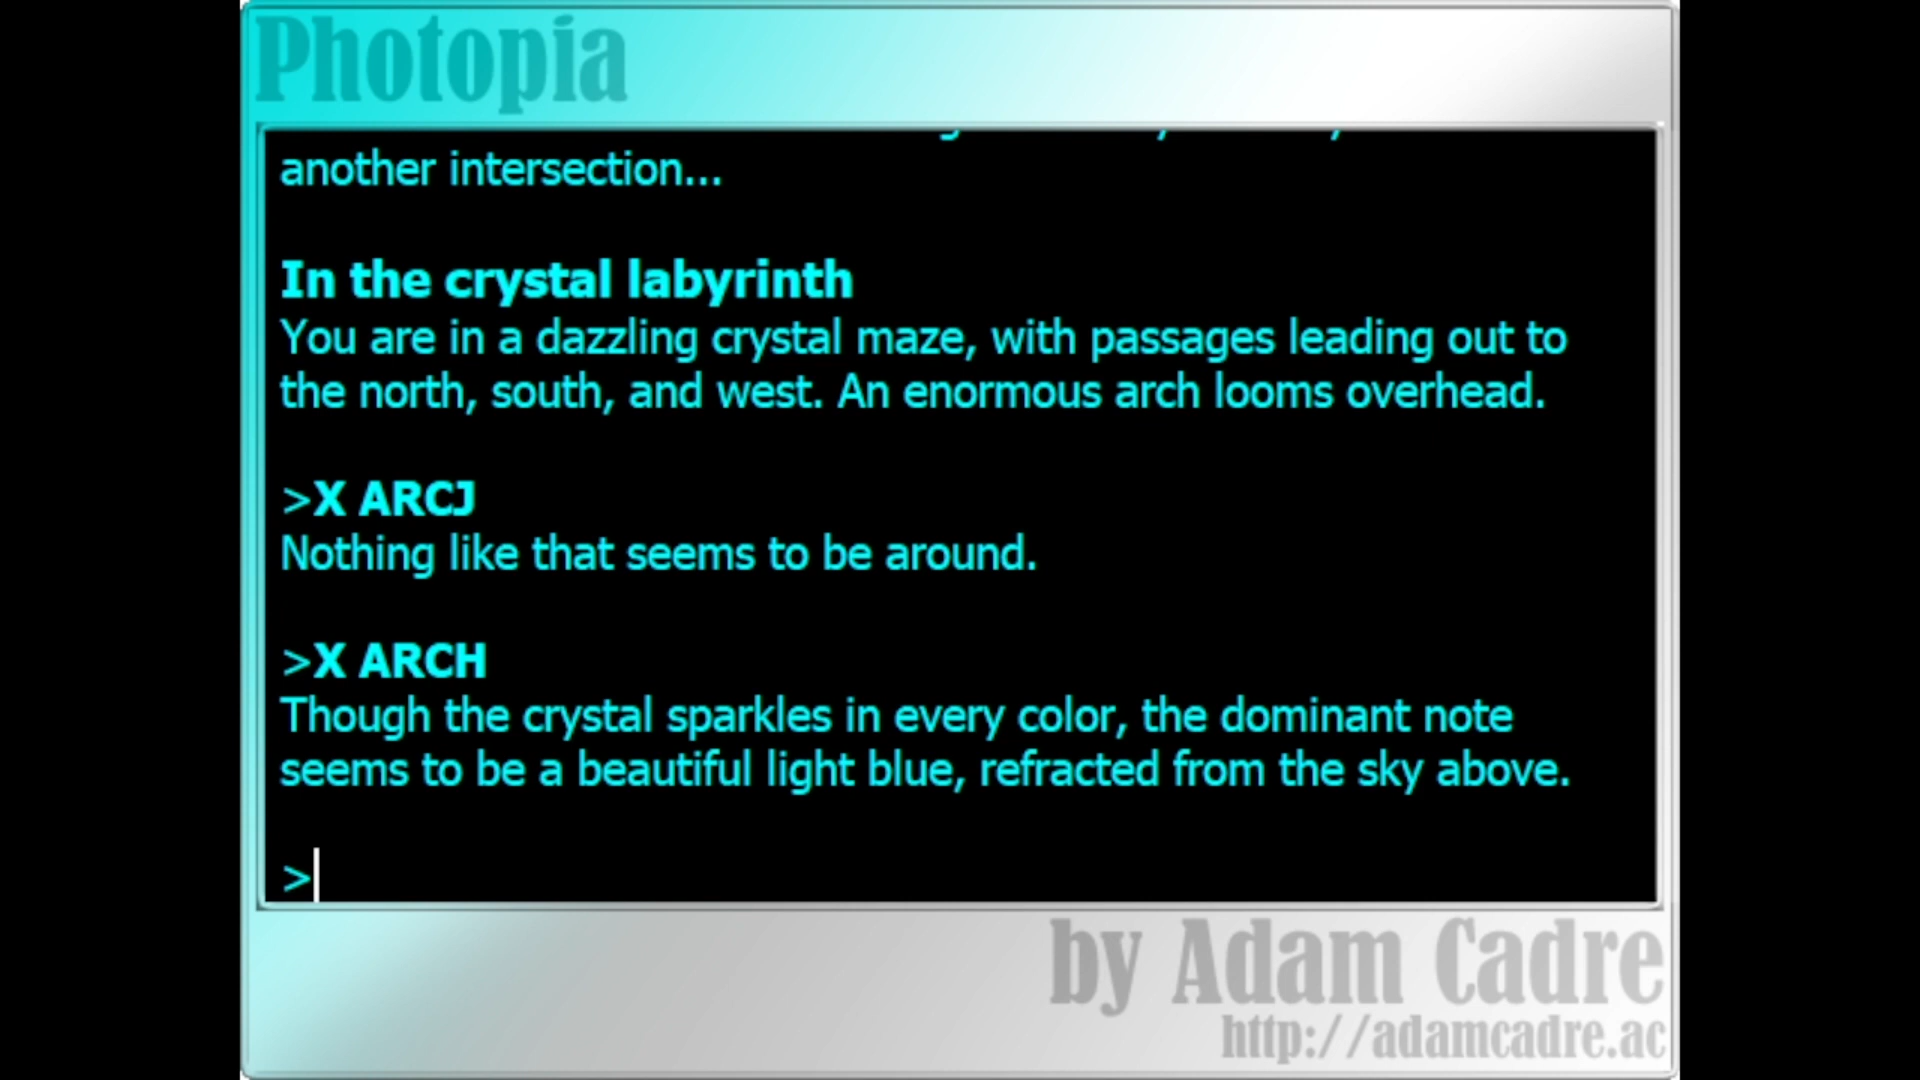 Photopia
another intersection...
In the crystal labyrinth
You are in a dazzling crystal maze, with passages leading out to
the north, south, and west. An enormous arch looms overhead.
>X ARCJ
Nothing like that seems to be around.
>X ARCH
Though the crystal sparkles in every color, the dominant note
seems to be a beautiful light blue, refracted from the sky above.
>
by Adam Cadre
http://adamcadre.ac